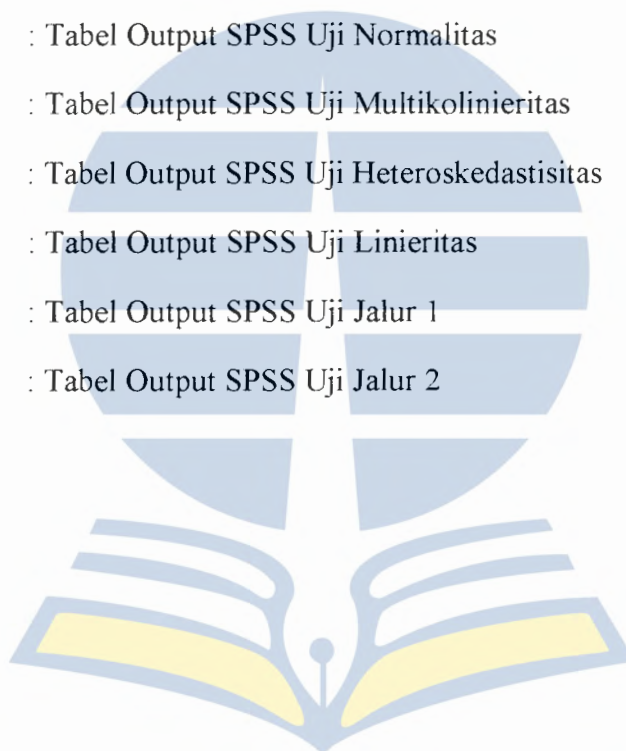 : Tabel Output SPSS Uji Normalitas
: Tabel Output SPSS Uji Multikolinieritas
: Tabel Output SPSS Uji Heteroskedastisitas
: Tabel Output SPSS Uji Linieritas
: Tabel Output SPSS Uji Jalur 1
: Tabel Output SPSS Uji Jalur 2